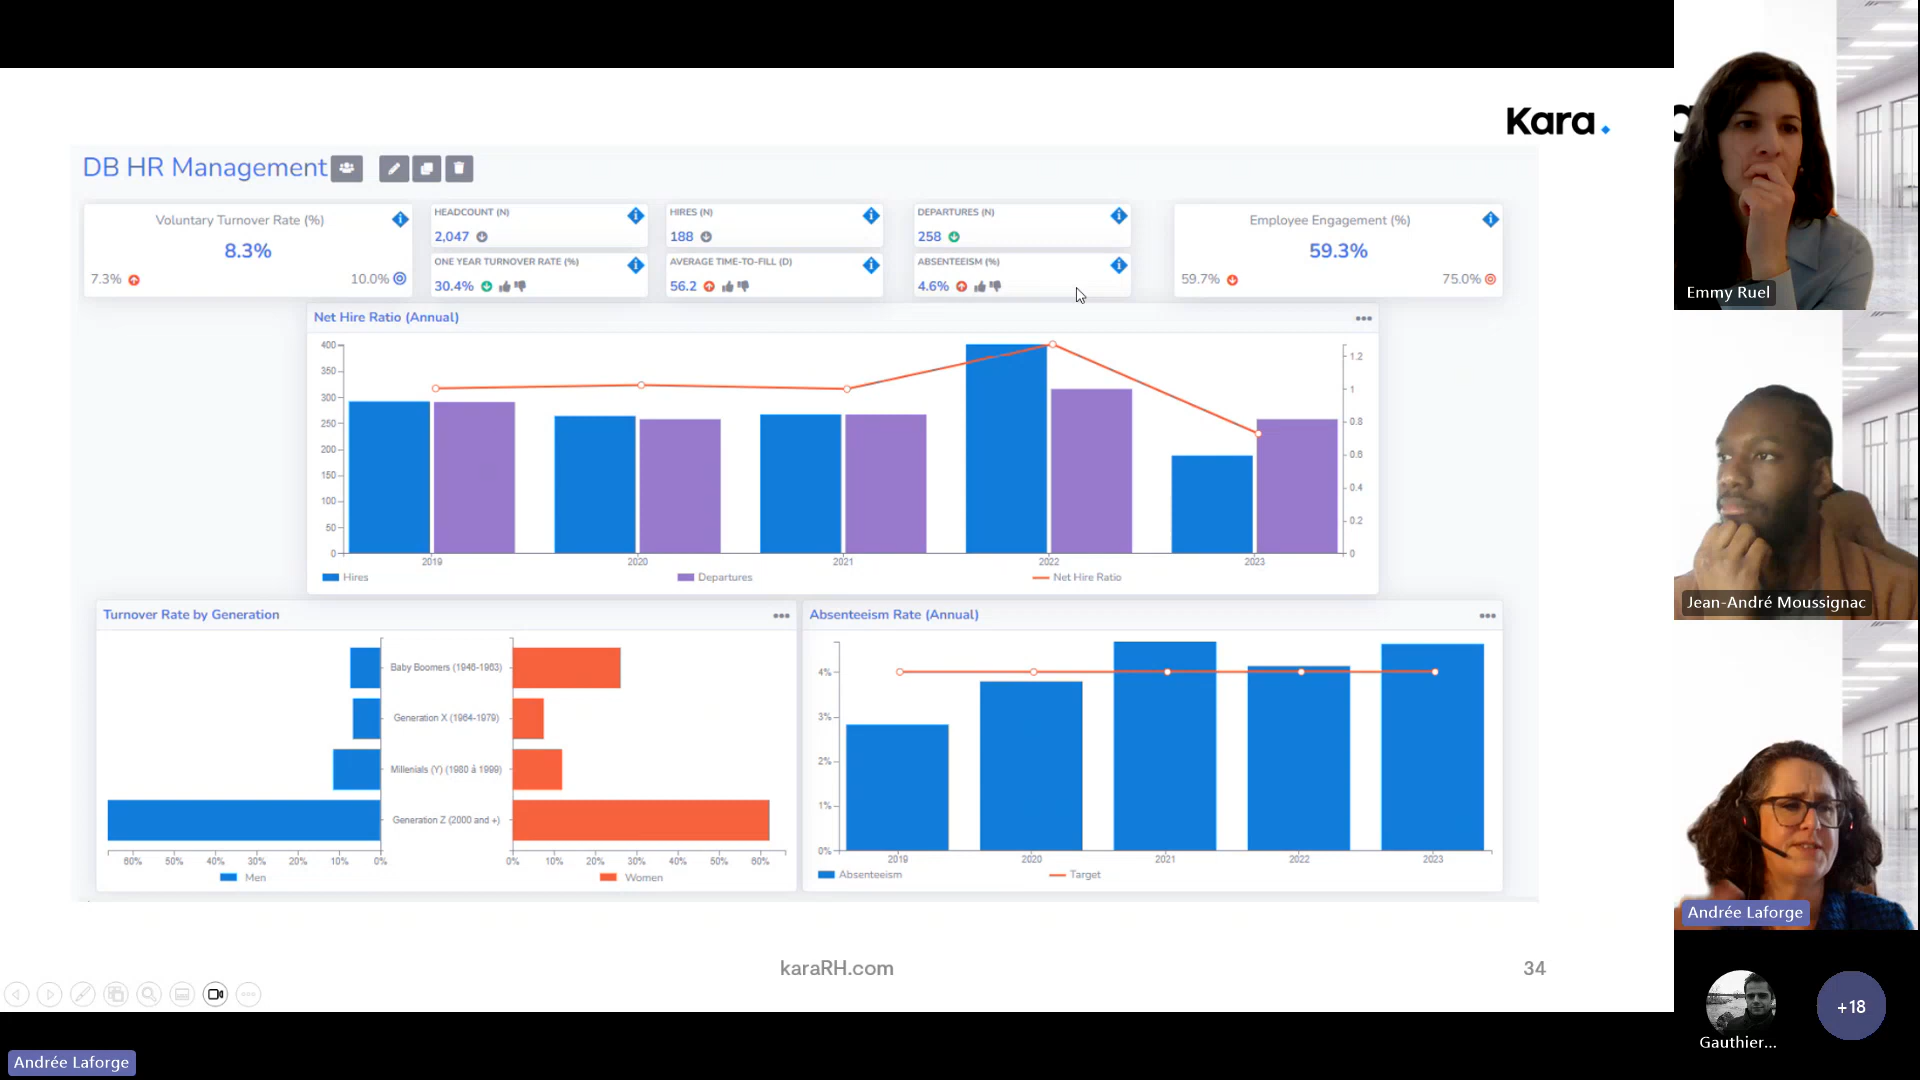 Kara
DB HR Management
Voluntary Turnover Rate (%)
8.3%
7.3%
10.0%
HEADCOUNT (N)
2,047
ONE YEAR TURNOVER RATE (%)
30.4%
HIRES (N)
188
AVERAGE TIME-TO-FILL (D)
56.2
DEPARTURES (N)
258
ABSENTEEISM (%)
4.6%
Employee Engagement (%)
59.3%
59.7%
75.0%
Net Hire Ratio (Annual)
400
350
300
250
200
150
100
50
0
1.2
1
0.8
0.6
0.4
0.2
0
2019 2020 2021 2022 2023
Hires Departures Net Hire Ratio
Turnover Rate by Generation
Baby Boomers (1946-1963)
Generation X (1964-1979)
Millenials (Y) (1980 à 1999)
Generation Z (2000 and +)
60% 50% 40% 30% 20% 10% 0% 0% 10% 20% 30% 40% 50% 60%
Men Women
Absenteeism Rate (Annual)
4%
3%
2%
1%
0%
2019 2020 2021 2022 2023
Absenteeism Target
karaRH.com
34
Emmy Ruel
Jean-André Moussignac
Andrée Laforge
Gauthier...
+18
Andrée Laforge